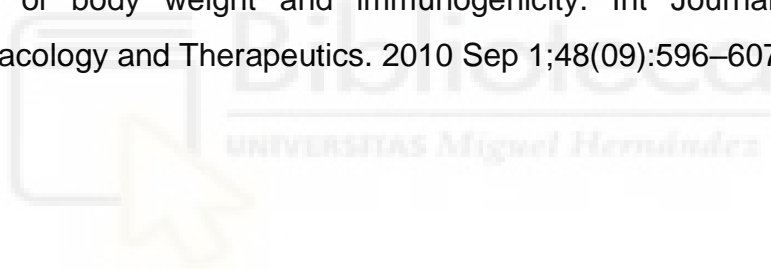 of body weight and immunogenicity. Int Journal
acology and Therapeutics. 2010 Sep 1;48(09):596–607
Biblioteca
UNIVERSITAS Miguel Hernández